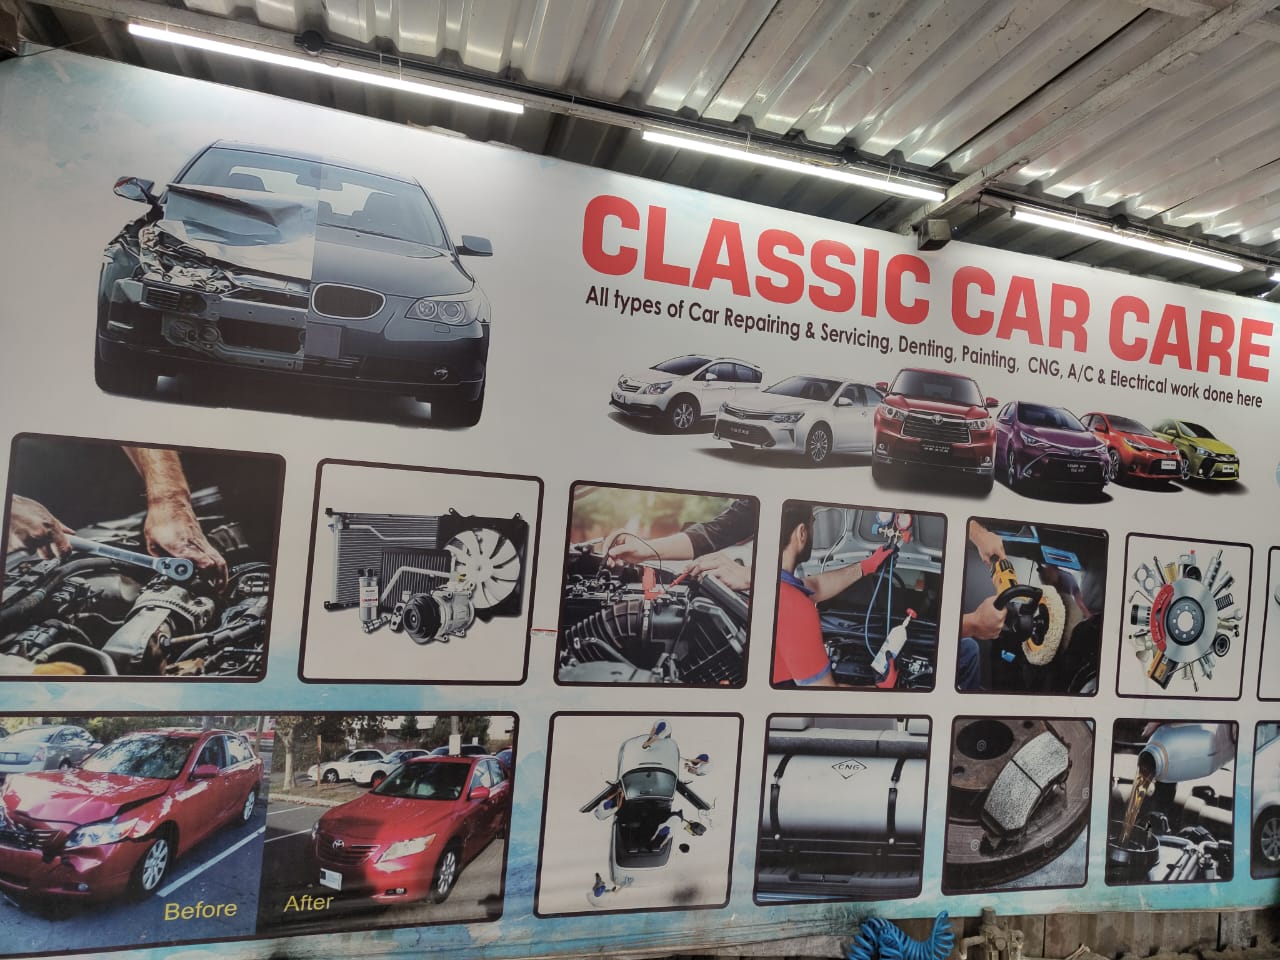 CLASSIC CAR CARE
All types of Car Repairing & Servicing, Denting, Painting, CNG, A/C & Electrical work done here
CNG
Before
After